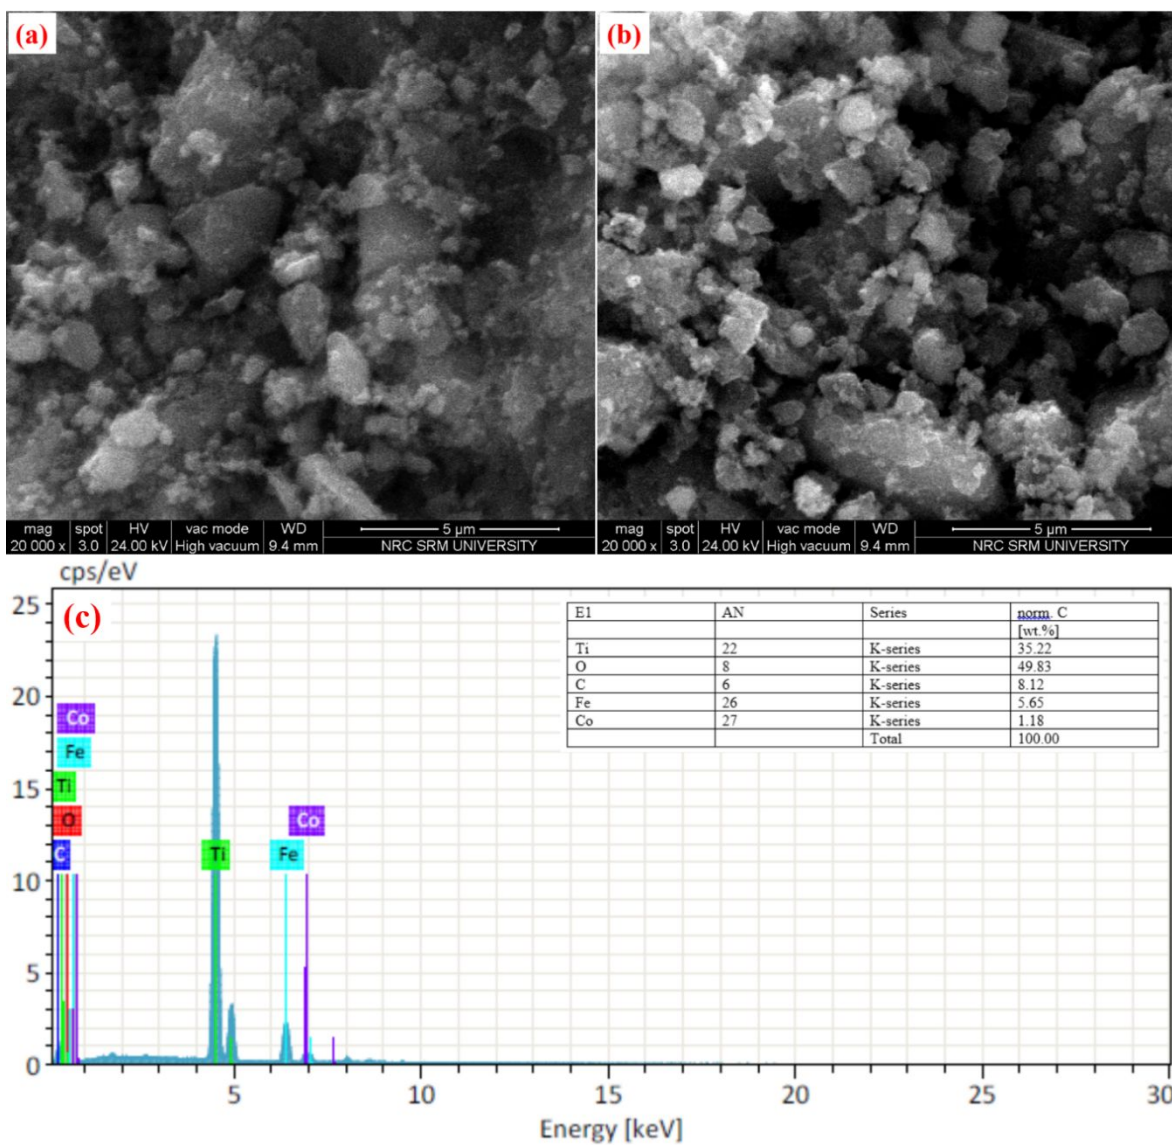 (a)
mag spot HV vac mode WD 5 µm
20 000 x 3.0 24.00 kV High vacuum 9.4 mm NRC SRM UNIVERSITY
(b)
mag spot HV vac mode WD 5 µm
20 000 x 3.0 24.00 kV High vacuum 9.4 mm NRC SRM UNIVERSITY
cps/eV
(c)
E1 AN Series norm. C
[wt.%]
Ti 22 K-series 35.22
O 8 K-series 49.83
C 6 K-series 8.12
Fe 26 K-series 5.65
Co 27 K-series 1.18
Total 100.00
25
20
15
10
5
0
Co
Fe
Ti
O
C
Ti
Fe
Co
5 10 15 20 25 30
Energy [keV]